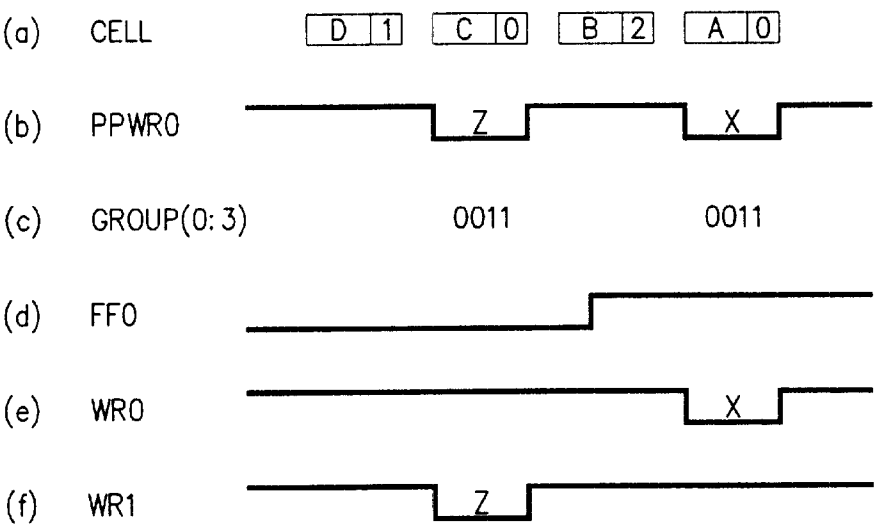 (a) CELL D 1 C 0 B 2 A 0
(b) PPWR0 Z X
(c) GROUP(0:3) 0011 0011
(d) FF0
(e) WR0 X
(f) WR1 Z